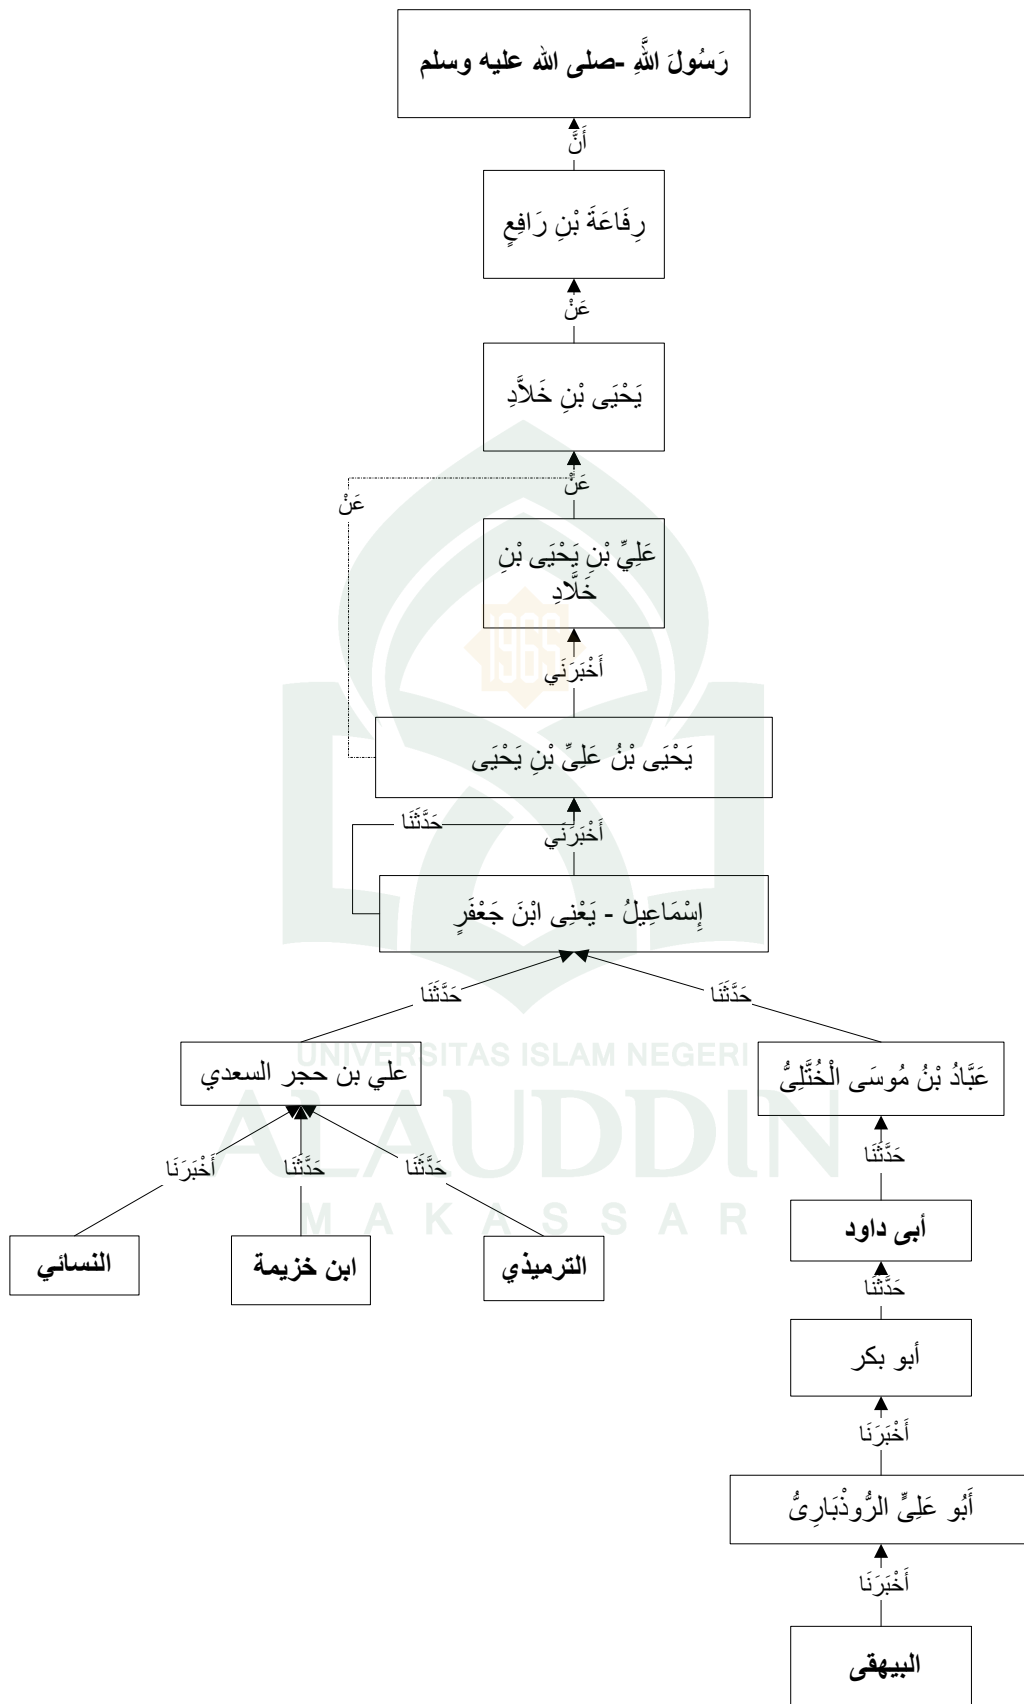 رَسُولَ اللَّهِ -صلى الله عليه وسلم
أَنَّ
رِفَاعَةَ بْنِ رَافِعٍ
عَنْ
يَحْيَى بْنِ خَلاَّدِ
عَنْ
عَنْ
عَلِيِّ بْنِ يَحْيَى بْنِ
خَلَّادِ
1965
أَخْبَرَنَي
يَحْيَى بْنُ عَلِىِّ بْنِ يَحْيَى
حَدَّثَنَا
أَخْبَرَنَي
إِسْمَاعِيلُ - يَعْنِى ابْنَ جَعْفَرٍ
حَدَّثَنَا
حَدَّثَنَا
UNIVERSITAS ISLAM NEGERI
علي بن حجر السعدي
عَبَّادُ بْنُ مُوسَى الْخُتَّلِىُّ
ALAUDDIN
أَخْبَرَنَا
حَدَّثَنَا
حَدَّثَنَا
حَدَّثَنَا
MAKASSAR
النسائي
ابن خزيمة
الترميذي
أبى داود
حَدَّثَنَا
أبو بكر
أَخْبَرَنَا
أَبُو عَلِىٍّ الرُّوذْبَارِىُّ
أَخْبَرَنَا
البيهقى